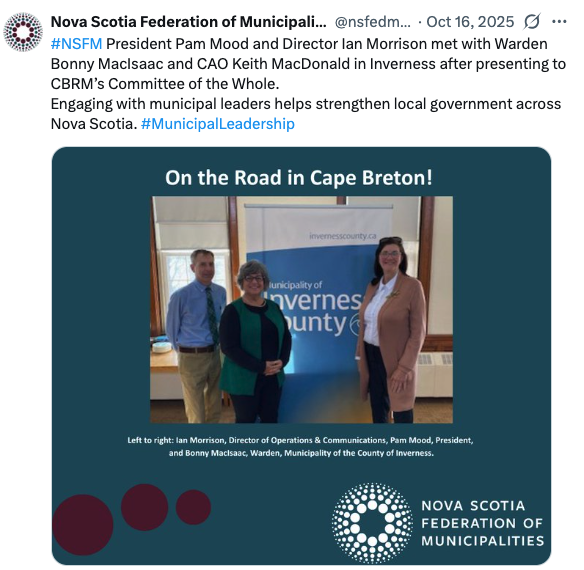 Nova Scotia Federation of Municipali... @nsfedm... · Oct 16, 2025
#NSFM President Pam Mood and Director Ian Morrison met with Warden
Bonny MacIsaac and CAO Keith MacDonald in Inverness after presenting to
CBRM's Committee of the Whole.
Engaging with municipal leaders helps strengthen local government across
Nova Scotia. #MunicipalLeadership
On the Road in Cape Breton!
invernesscounty.ca
unicipality of
nvernes
ounty
Left to right: Ian Morrison, Director of Operations & Communications, Pam Mood, President,
and Bonny MacIsaac, Warden, Municipality of the County of Inverness.
NOVA SCOTIA
FEDERATION OF
MUNICIPALITIES